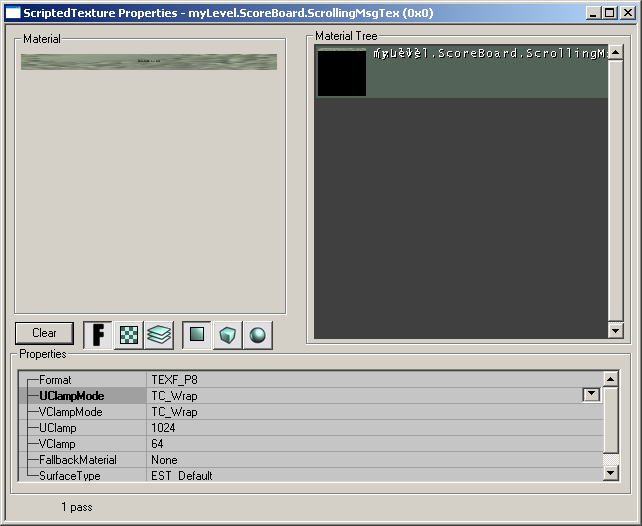 ScriptedTexture Properties - myLevel.ScoreBoard.ScrollingMsgTex (0x0)
Material
Material Tree
myLevel.ScoreBoard.ScrollingMs
Clear
F
Properties
Format TEXF_P8
UClampMode TC_Wrap
VClampMode TC_Wrap
UClamp 1024
VClamp 64
FallbackMaterial None
SurfaceType EST_Default
1 pass